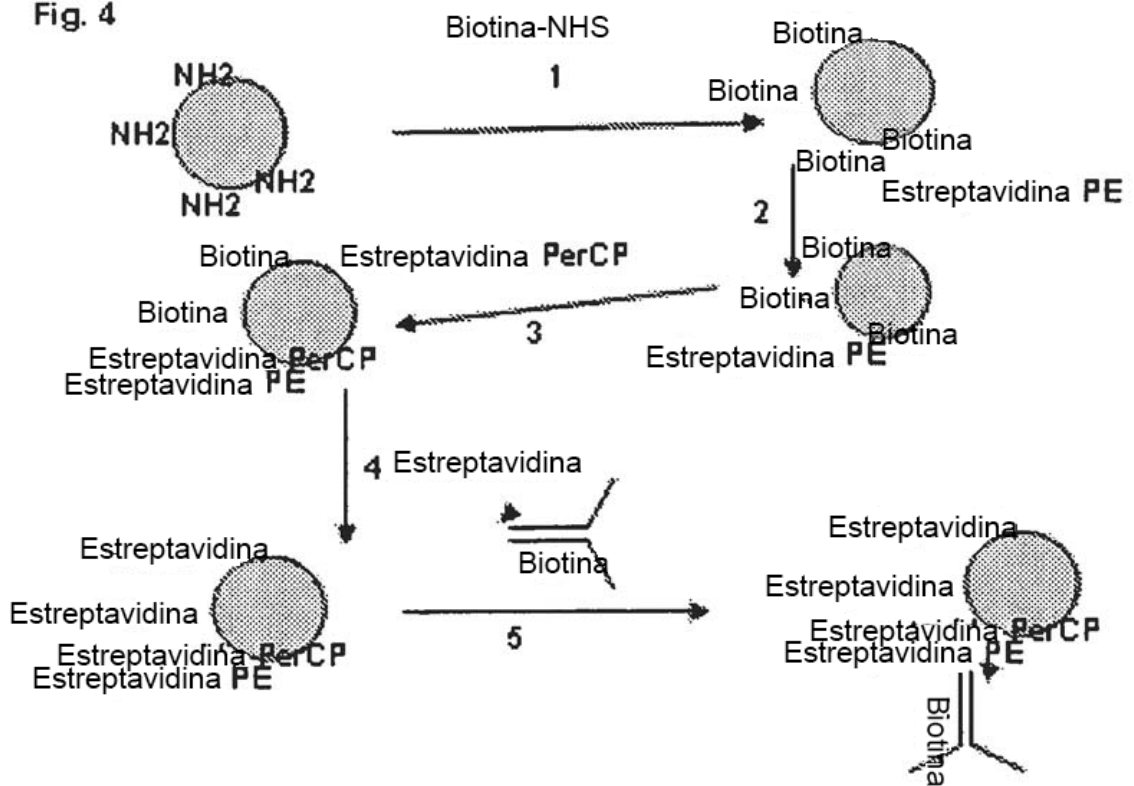 Fig. 4
Biotina-NHS
1
NH2
NH2
NH2
NH2
Biotina
Biotina
Biotina
Biotina
2
Estreptavidina PE
Biotina
Biotina
Biotina
Estreptavidina PE
3
Biotina
Estreptavidina PerCP
Biotina
Estreptavidina PerCP
Estreptavidina PE
4 Estreptavidina
Biotina
5
Estreptavidina
Estreptavidina
Estreptavidina PerCP
Estreptavidina PE
Estreptavidina
Estreptavidina
Estreptavidina PerCP
Estreptavidina PE
Biotina